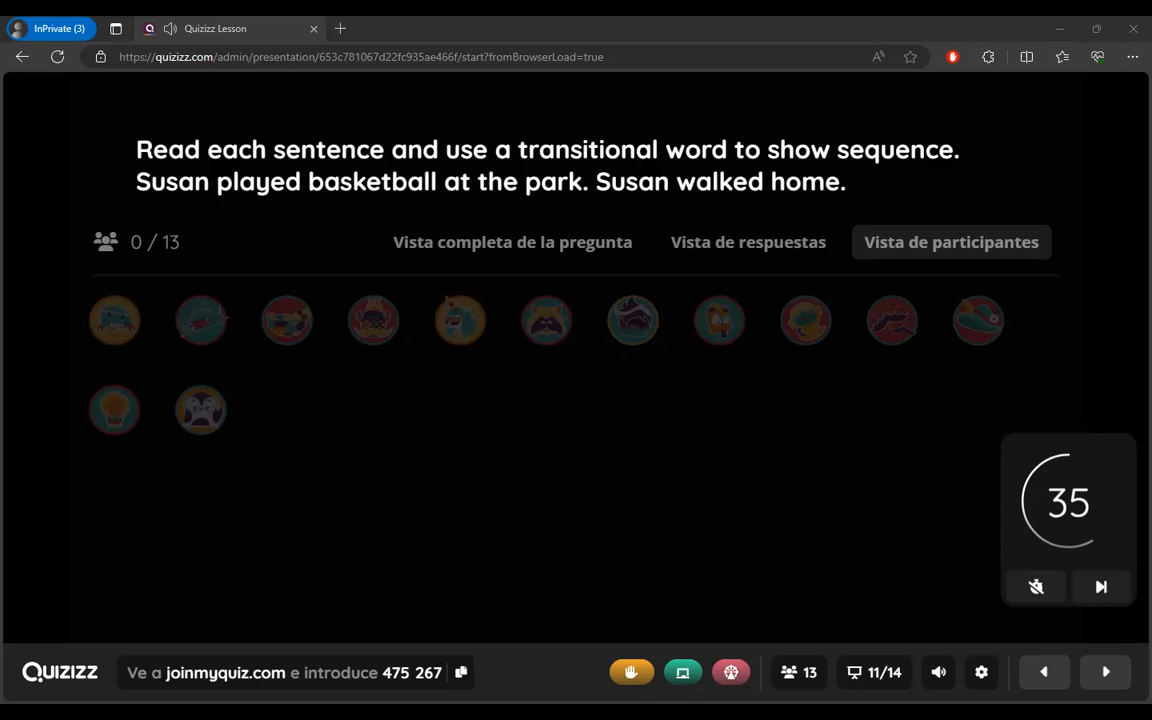 InPrivate (3)
Quizizz Lesson
https://quizizz.com/admin/presentation/653c781067d22fc935ae466f/start?fromBrowserLoad=true
Read each sentence and use a transitional word to show sequence.
Susan played basketball at the park. Susan walked home.
0 / 13
Vista completa de la pregunta
Vista de respuestas
Vista de participantes
35
QUIZIZZ
Ve a joinmyquiz.com e introduce 475 267
13
11/14